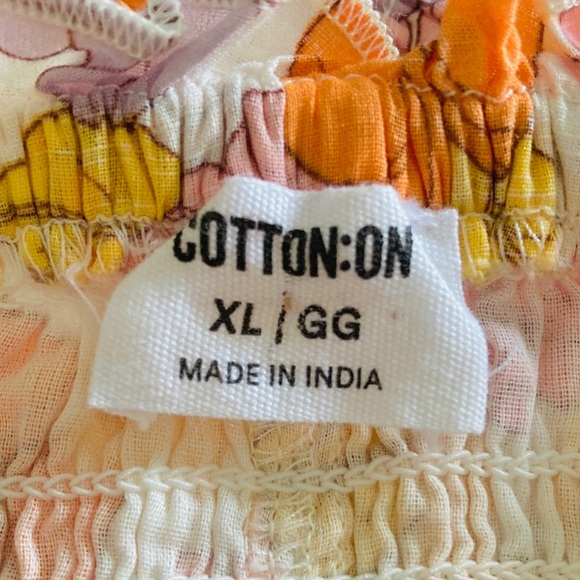 COTTON:ON
XL | GG
MADE IN INDIA